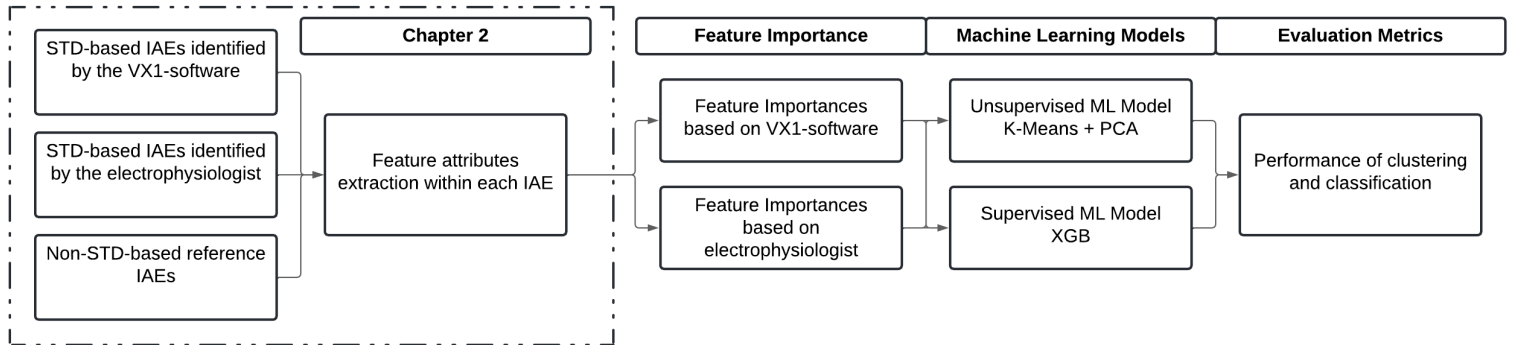 Chapter 2
STD-based IAEs identified
by the VX1-software
STD-based IAEs identified
by the electrophysiologist
Non-STD-based reference
IAEs
Feature attributes
extraction within each IAE
Feature Importance
Feature Importances
based on VX1-software
Feature Importances
based on
electrophysiologist
Machine Learning Models
Unsupervised ML Model
K-Means + PCA
Supervised ML Model
XGB
Evaluation Metrics
Performance of clustering
and classification